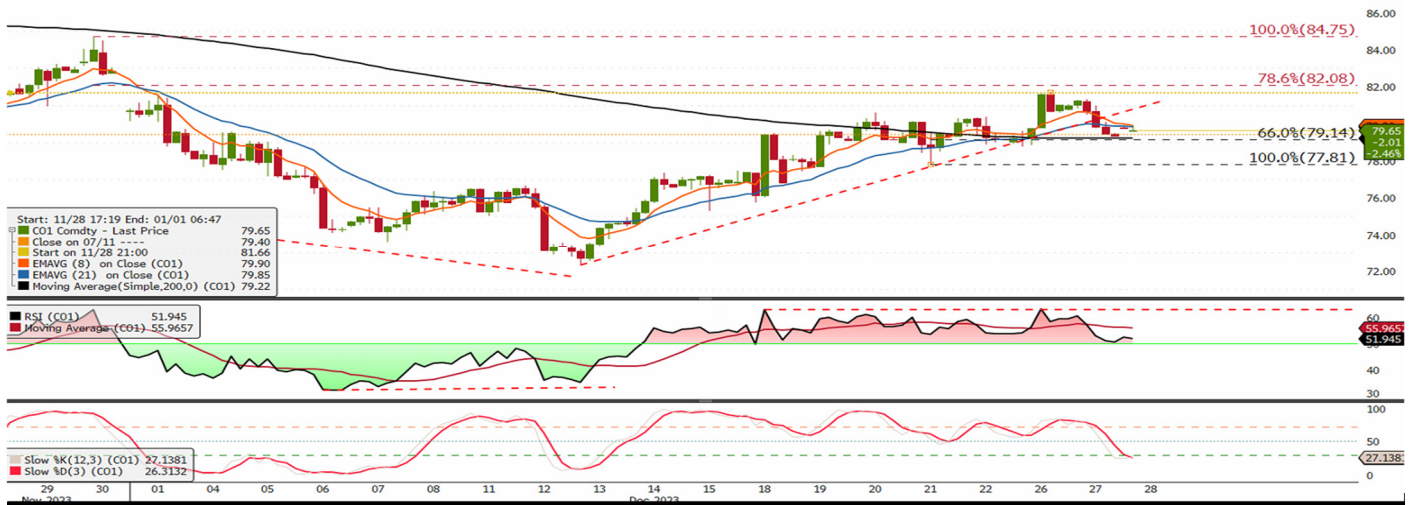 86.00
100.0%(84.75)
84.00
78.6%(82.08)
82.00
66.0%(79.14)
79.65
-2.01
-2.46%
78.00
100.0%(77.81)
76.00
74.00
72.00
Start: 11/28 17:19 End: 01/01 06:47
CO1 Comdty - Last Price 79.65
Close on 07/11 ---- 79.40
Start on 11/28 21:00 81.66
EMAVG (8) on Close (CO1) 79.90
EMAVG (21) on Close (CO1) 79.85
Moving Average(Simple,200,0) (CO1) 79.22
RSI (CO1) 51.945
Moving Average (CO1) 55.9657
60
55.9657
51.945
40
30
100
50
27.1381
0
Slow %K(12,3) (CO1) 27.1381
Slow %D(3) (CO1) 26.3132
29 30 01 04 05 06 07 08 11 12 13 14 15 18 19 20 21 22 26 27 28
Nov 2023 Dec 2023